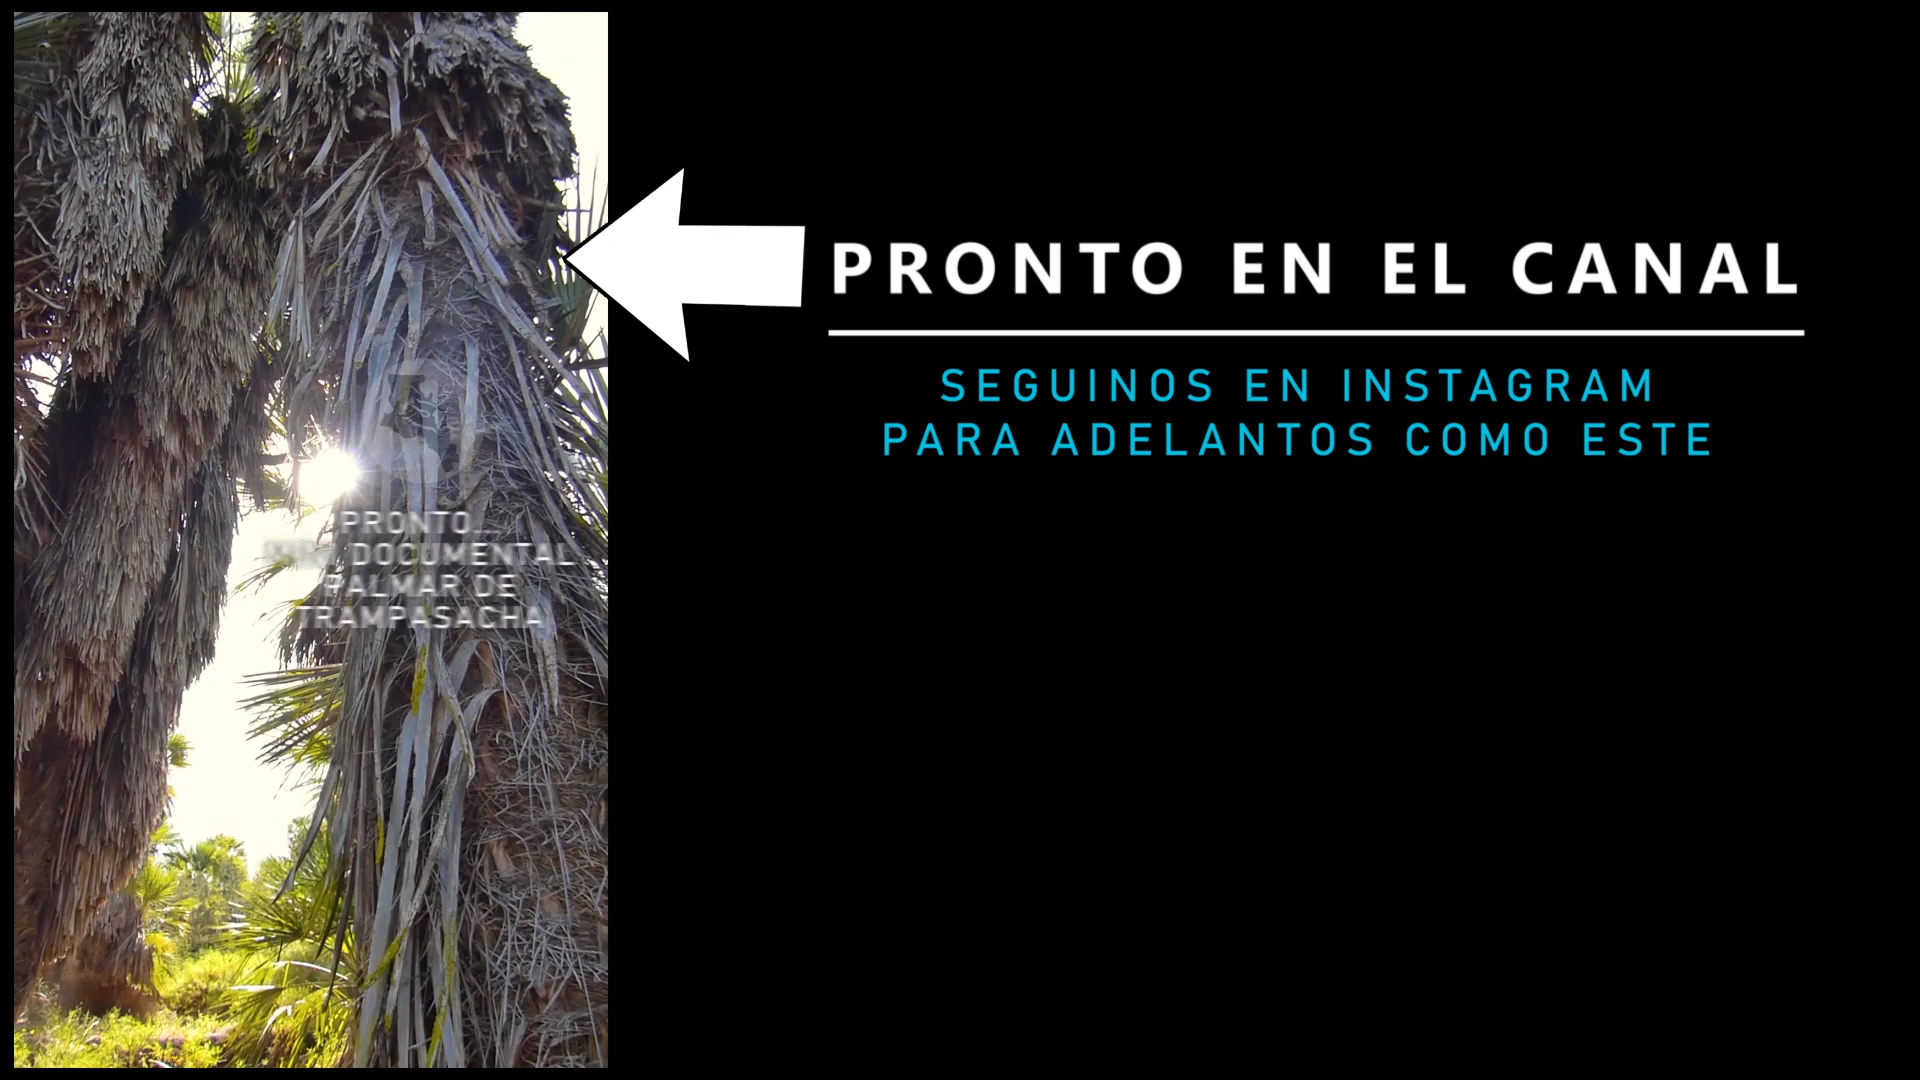 PRONTO EN EL CANAL
SEGUINOS EN INSTAGRAM
PARA ADELANTOS COMO ESTE
PRONTO...
DOCUMENTAL
PALMAR DE
TRAMPASACHA